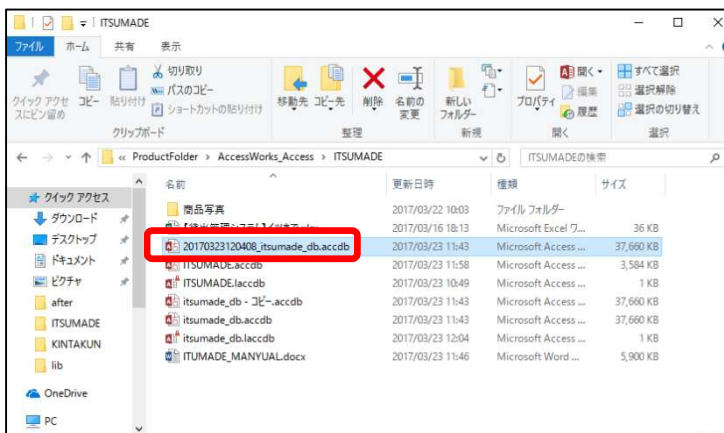 ITSUMADE
ファイル ホーム 共有 表示
クイック アクセスにピン留め
コピー
貼り付け
切り取り
パスのコピー
ショートカットの貼り付け
クリップボード
移動先 コピー先 削除 名前の変更
整理
新しいフォルダー
新規
プロパティ
開く
編集
履歴
開く
すべて選択
選択解除
選択の切り替え
選択
« ProductFolder › AccessWorks_Access › ITSUMADE
ITSUMADEの検索
クイック アクセス
ダウンロード
デスクトップ
ドキュメント
ピクチャ
after
ITSUMADE
KINTAKUN
lib
OneDrive
PC
名前 更新日時 種類 サイズ
商品写真 2017/03/22 10:03 ファイル フォルダー
2017/03/16 18:13 Microsoft Excel ワ... 36 KB
20170323120408_itsumade_db.accdb 2017/03/23 11:43 Microsoft Access ... 37,660 KB
ITSUMADE.accdb 2017/03/23 11:58 Microsoft Access ... 3,584 KB
ITSUMADE.laccdb 2017/03/23 10:49 Microsoft Access ... 1 KB
itsumade_db - コピー.accdb 2017/03/23 11:43 Microsoft Access ... 37,660 KB
itsumade_db.accdb 2017/03/23 11:43 Microsoft Access ... 37,660 KB
itsumade_db.laccdb 2017/03/23 12:04 Microsoft Access ... 1 KB
ITUMADE_MANYUAL.docx 2017/03/23 11:46 Microsoft Word ... 5,900 KB